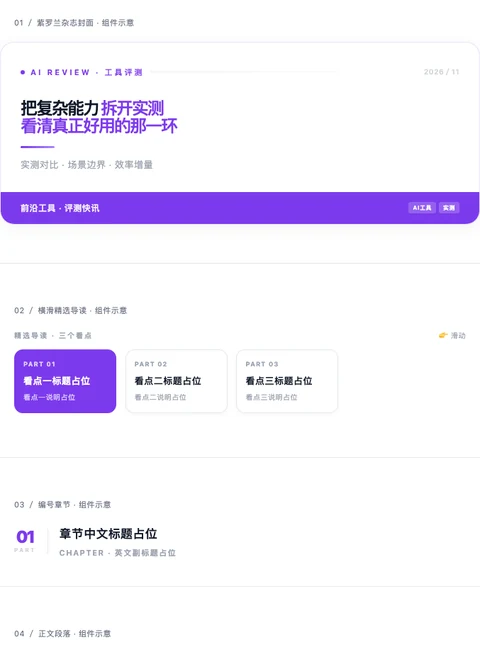 01 / 紫罗兰杂志封面 · 组件示意
AI REVIEW · 工具评测
2026 / 11
把复杂能力拆开实测
看清真正好用的那一环
实测对比 · 场景边界 · 效率增量
前沿工具 · 评测快讯
AI工具 实测
02 / 横滑精选导读 · 组件示意
精选导读 · 三个看点
👉 滑动
PART 01
看点一标题占位
看点一说明占位
PART 02
看点二标题占位
看点二说明占位
PART 03
看点三标题占位
看点三说明占位
03 / 编号章节 · 组件示意
01
PART
章节中文标题占位
CHAPTER · 英文副标题占位
04 / 正文段落 · 组件示意